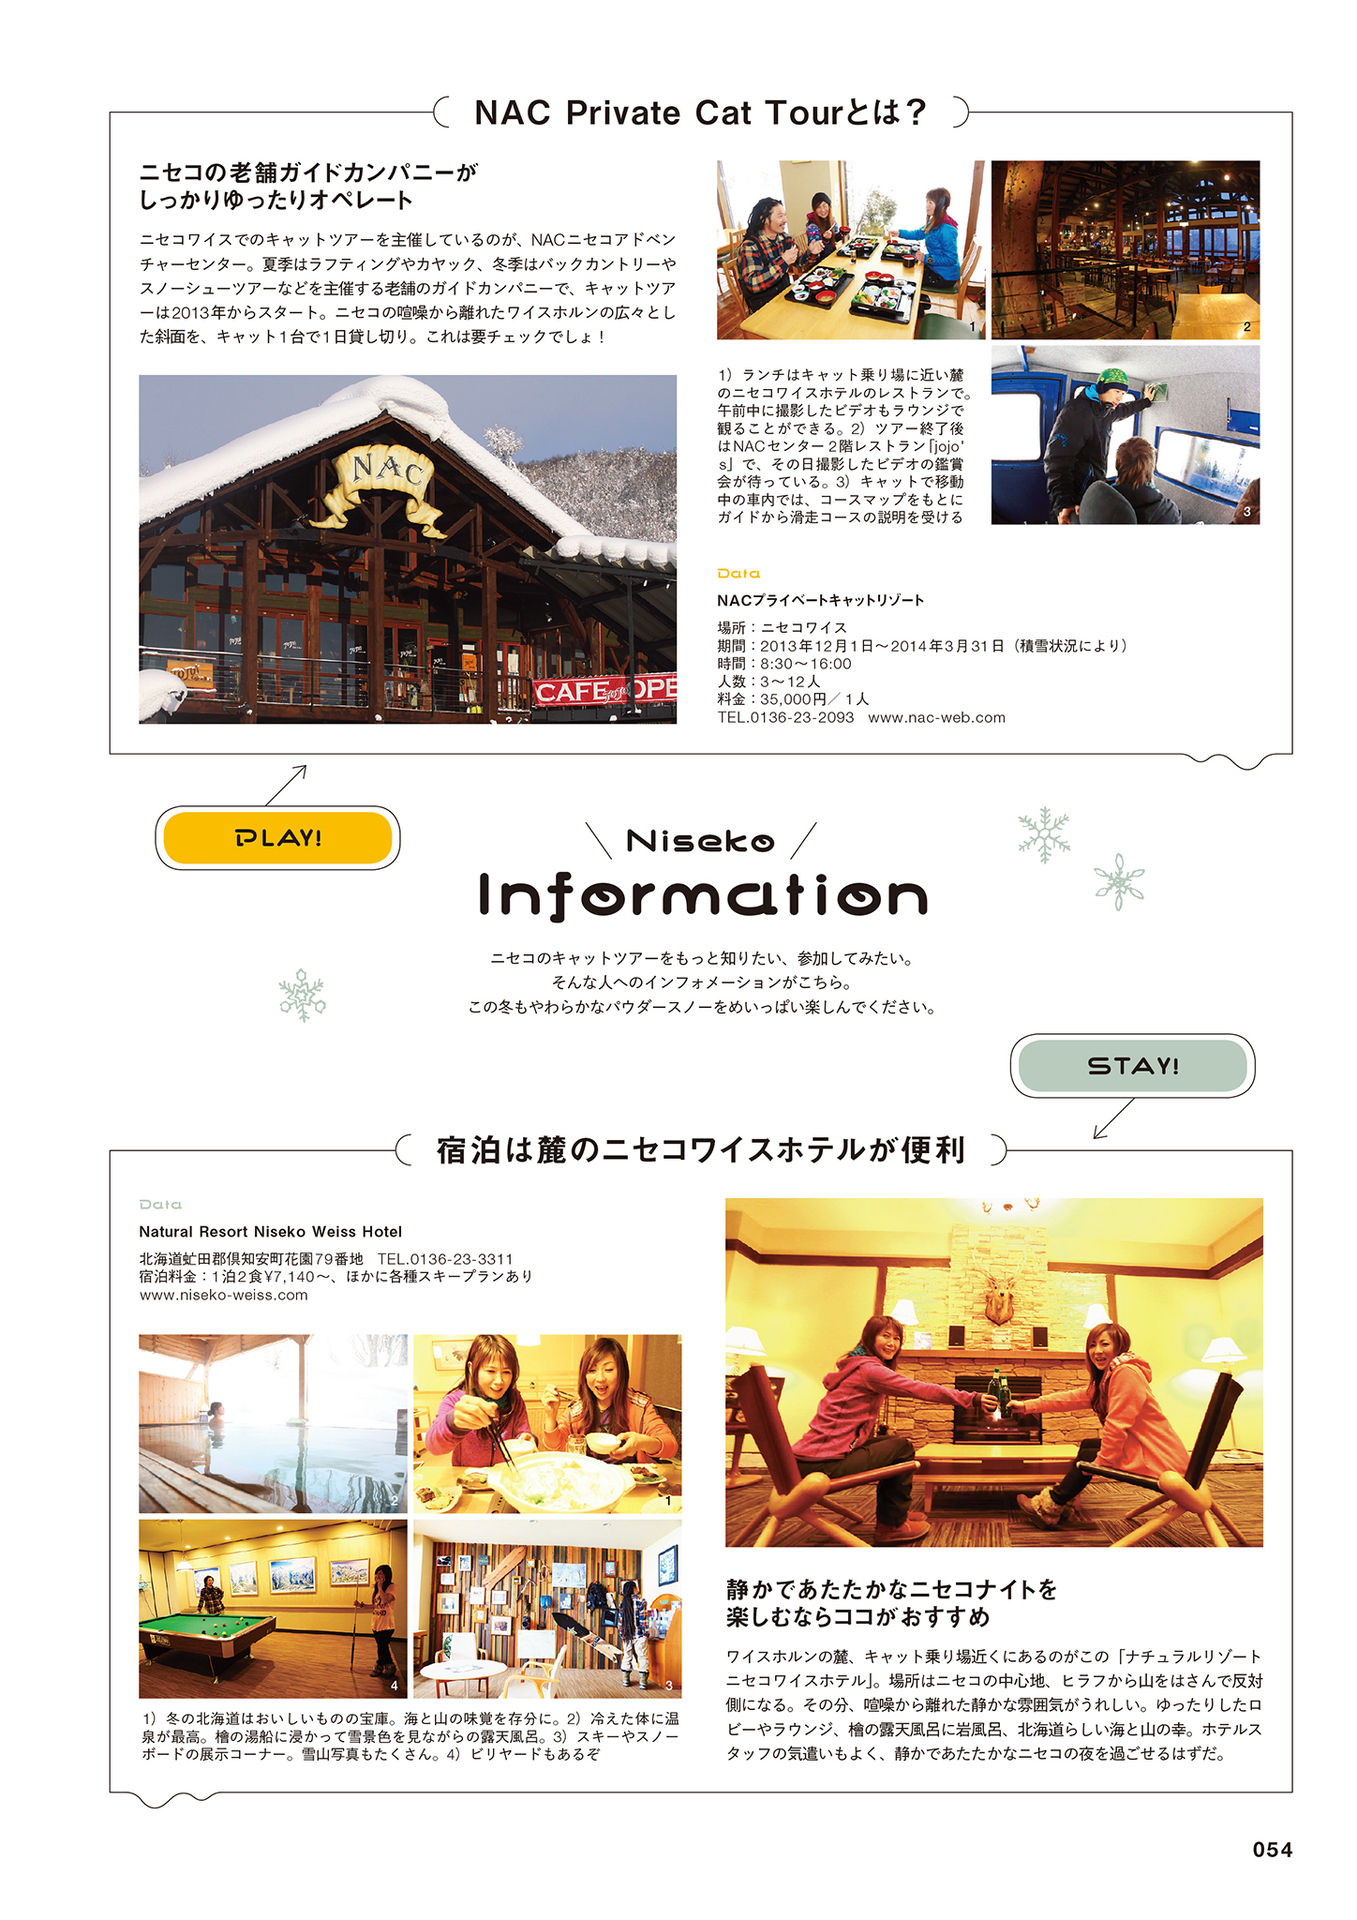 NAC Private Cat Tourとは？
ニセコの老舗ガイドカンパニーが
しっかりゆったりオペレート
ニセコワイスでのキャットツアーを主催しているのが、NACニセコアドベン
チャーセンター。夏季はラフティングやカヤック、冬季はバックカントリーや
スノーシューツアーなどを主催する老舗のガイドカンパニーで、キャットツア
ーは2013年からスタート。ニセコの喧噪から離れたワイスホルンの広々とし
た斜面を、キャット1台で1日貸し切り。これは要チェックでしょ！
NAC
jojo's
CAFE jojo's OPE
1
2
3
1）ランチはキャット乗り場に近い麓
のニセコワイスホテルのレストランで。
午前中に撮影したビデオもラウンジで
観ることができる。2）ツアー終了後
はNACセンター2階レストラン「jojo'
s」で、その日撮影したビデオの鑑賞
会が待っている。3）キャットで移動
中の車内では、コースマップをもとに
ガイドから滑走コースの説明を受ける
Data
NACプライベートキャットリゾート
場所：ニセコワイス
期間：2013年12月1日〜2014年3月31日（積雪状況により）
時間：8:30〜16:00
人数：3〜12人
料金：35,000円／1人
TEL.0136-23-2093　www.nac-web.com
PLAY!
Niseko
Information
ニセコのキャットツアーをもっと知りたい、参加してみたい。
そんな人へのインフォメーションがこちら。
この冬もやわらかなパウダースノーをめいっぱい楽しんでください。
STAY!
宿泊は麓のニセコワイスホテルが便利
Data
Natural Resort Niseko Weiss Hotel
北海道虻田郡倶知安町花園79番地　TEL.0136-23-3311
宿泊料金：1泊2食¥7,140〜、ほかに各種スキープランあり
www.niseko-weiss.com
2
1
4
3
1）冬の北海道はおいしいものの宝庫。海と山の味覚を存分に。2）冷えた体に温
泉が最高。檜の湯船に浸かって雪景色を見ながらの露天風呂。3）スキーやスノー
ボードの展示コーナー。雪山写真もたくさん。4）ビリヤードもあるぞ
静かであたたかなニセコナイトを
楽しむならココがおすすめ
ワイスホルンの麓、キャット乗り場近くにあるのがこの「ナチュラルリゾート
ニセコワイスホテル」。場所はニセコの中心地、ヒラフから山をはさんで反対
側になる。その分、喧噪から離れた静かな雰囲気がうれしい。ゆったりしたロ
ビーやラウンジ、檜の露天風呂に岩風呂、北海道らしい海と山の幸。ホテルス
タッフの気遣いもよく、静かであたたかなニセコの夜を過ごせるはずだ。
054